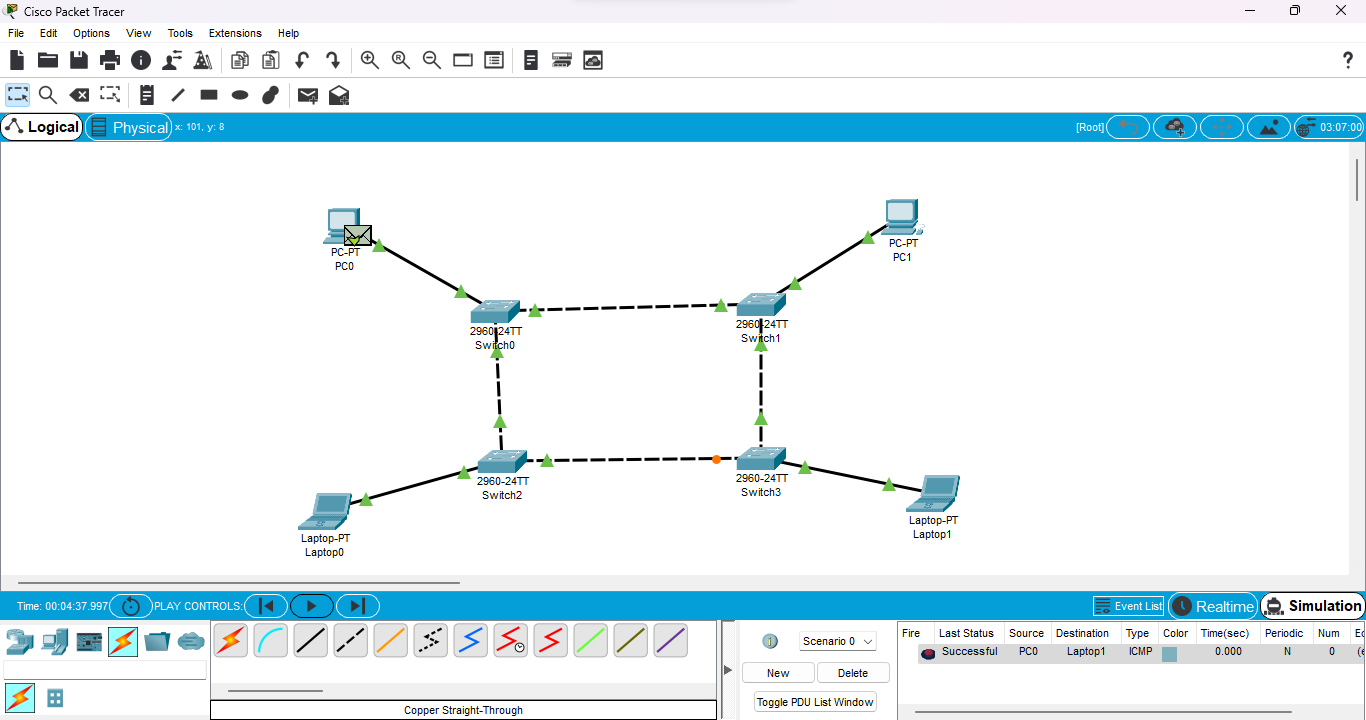 Cisco Packet Tracer
File Edit Options View Tools Extensions Help
R
?
Logical Physical x: 101, y: 8 [Root] 03:07:00
PC-PT
PC0
PC-PT
PC1
2960-24TT
Switch0
2960-24TT
Switch1
2960-24TT
Switch2
2960-24TT
Switch3
Laptop-PT
Laptop0
Laptop-PT
Laptop1
Time: 00:04:37.997 PLAY CONTROLS: Event List Realtime Simulation
Scenario 0
New Delete
Toggle PDU List Window
Fire Last Status Source Destination Type Color Time(sec) Periodic Num Ec
Successful PC0 Laptop1 ICMP 0.000 N 0 (e
Copper Straight-Through